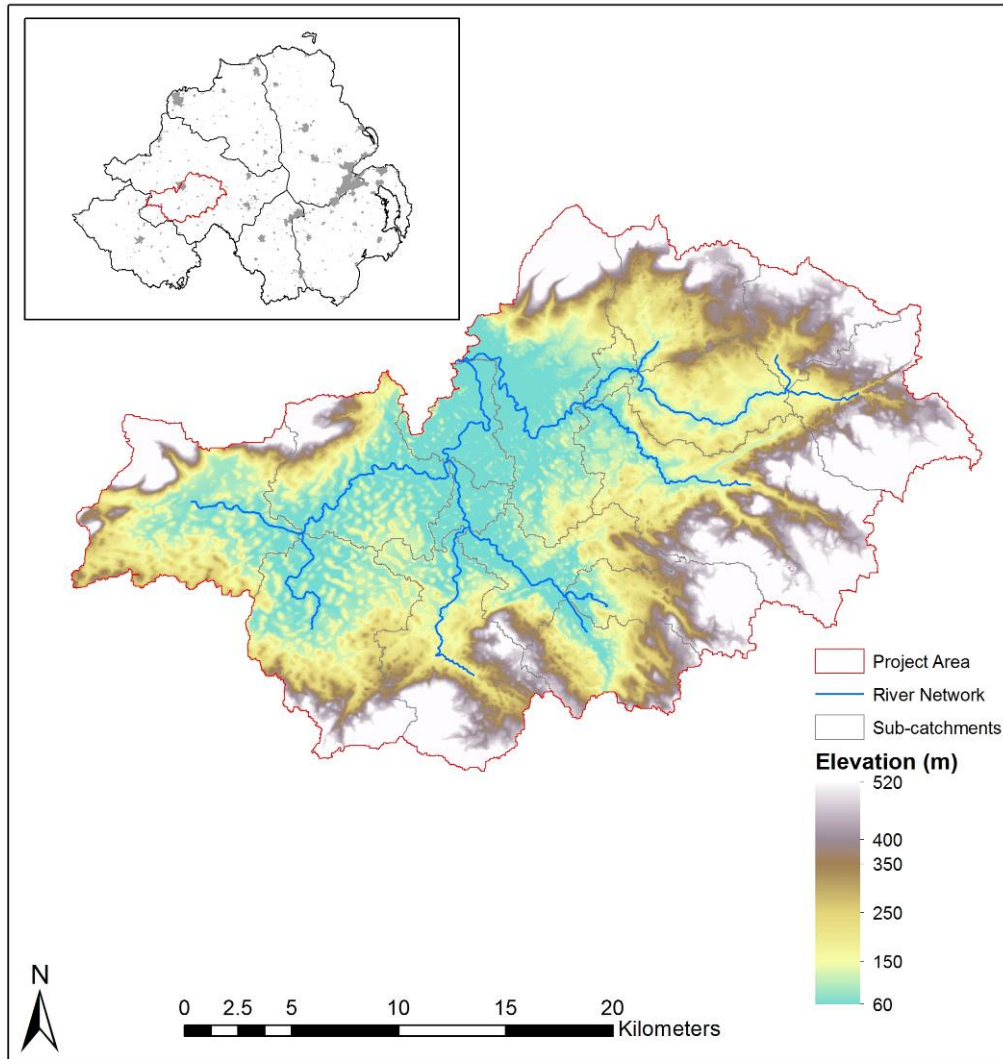 Project Area
River Network
Sub-catchments
Elevation (m)
520
400
350
250
150
60
N
0 2.5 5 10 15 20
Kilometers